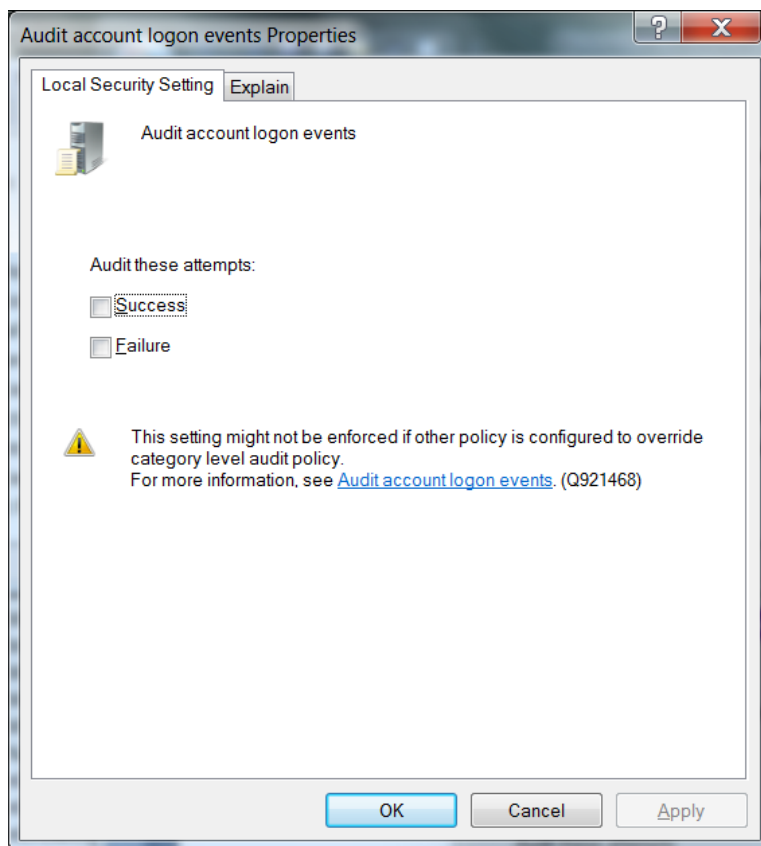 Audit account logon events Properties
Local Security Setting
Explain
Audit account logon events
Audit these attempts:
Success
Failure
This setting might not be enforced if other policy is configured to override
category level audit policy.
For more information, see Audit account logon events. (Q921468)
OK
Cancel
Apply